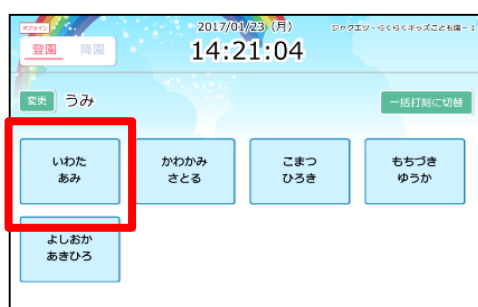 オフライン
2017/01/23（月）
ジャクエツ・らくらくキッズこども園－1
登園 降園
14:21:04
変更 うみ
一括打刻に切替
いわた
あみ
かわかみ
さとる
こまつ
ひろき
もちづき
ゆうか
よしおか
あきひろ